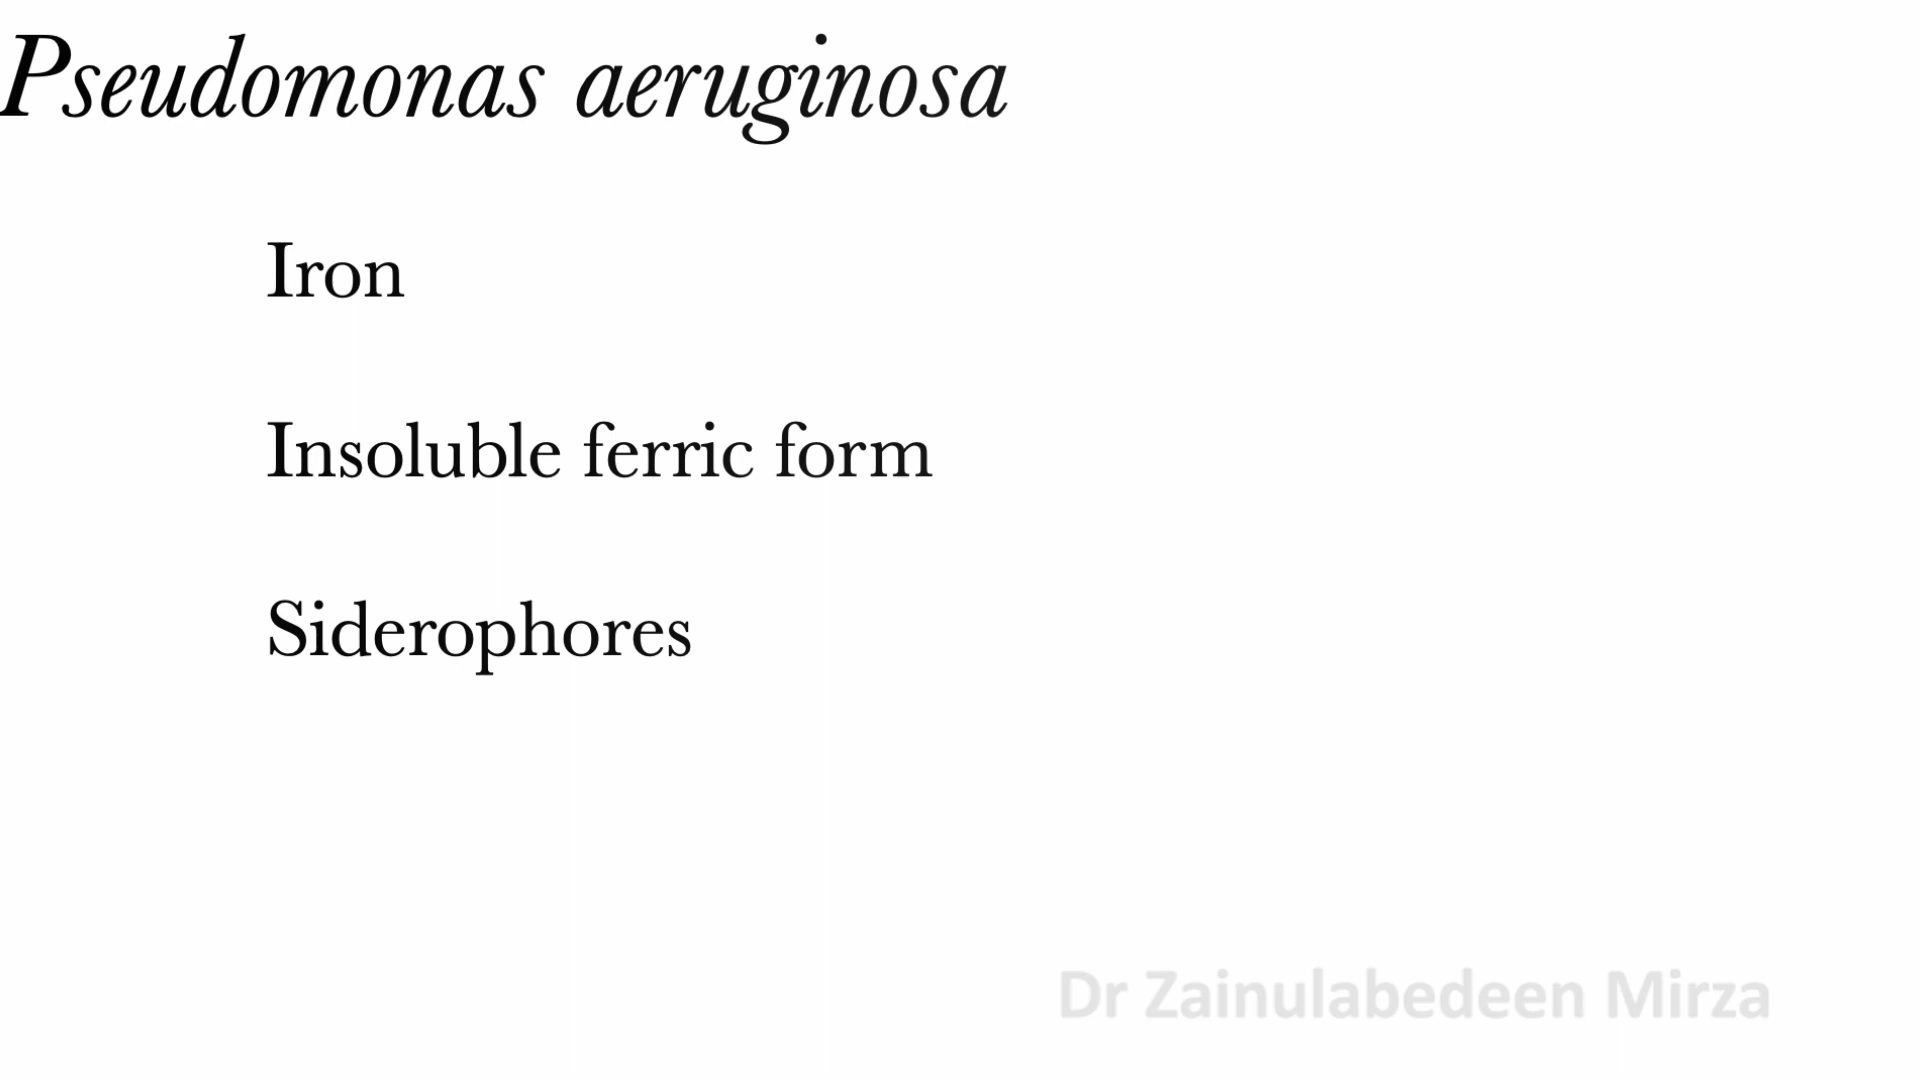 Pseudomonas aeruginosa
Iron
Insoluble ferric form
Siderophores
Dr Zainulabedeen Mirza